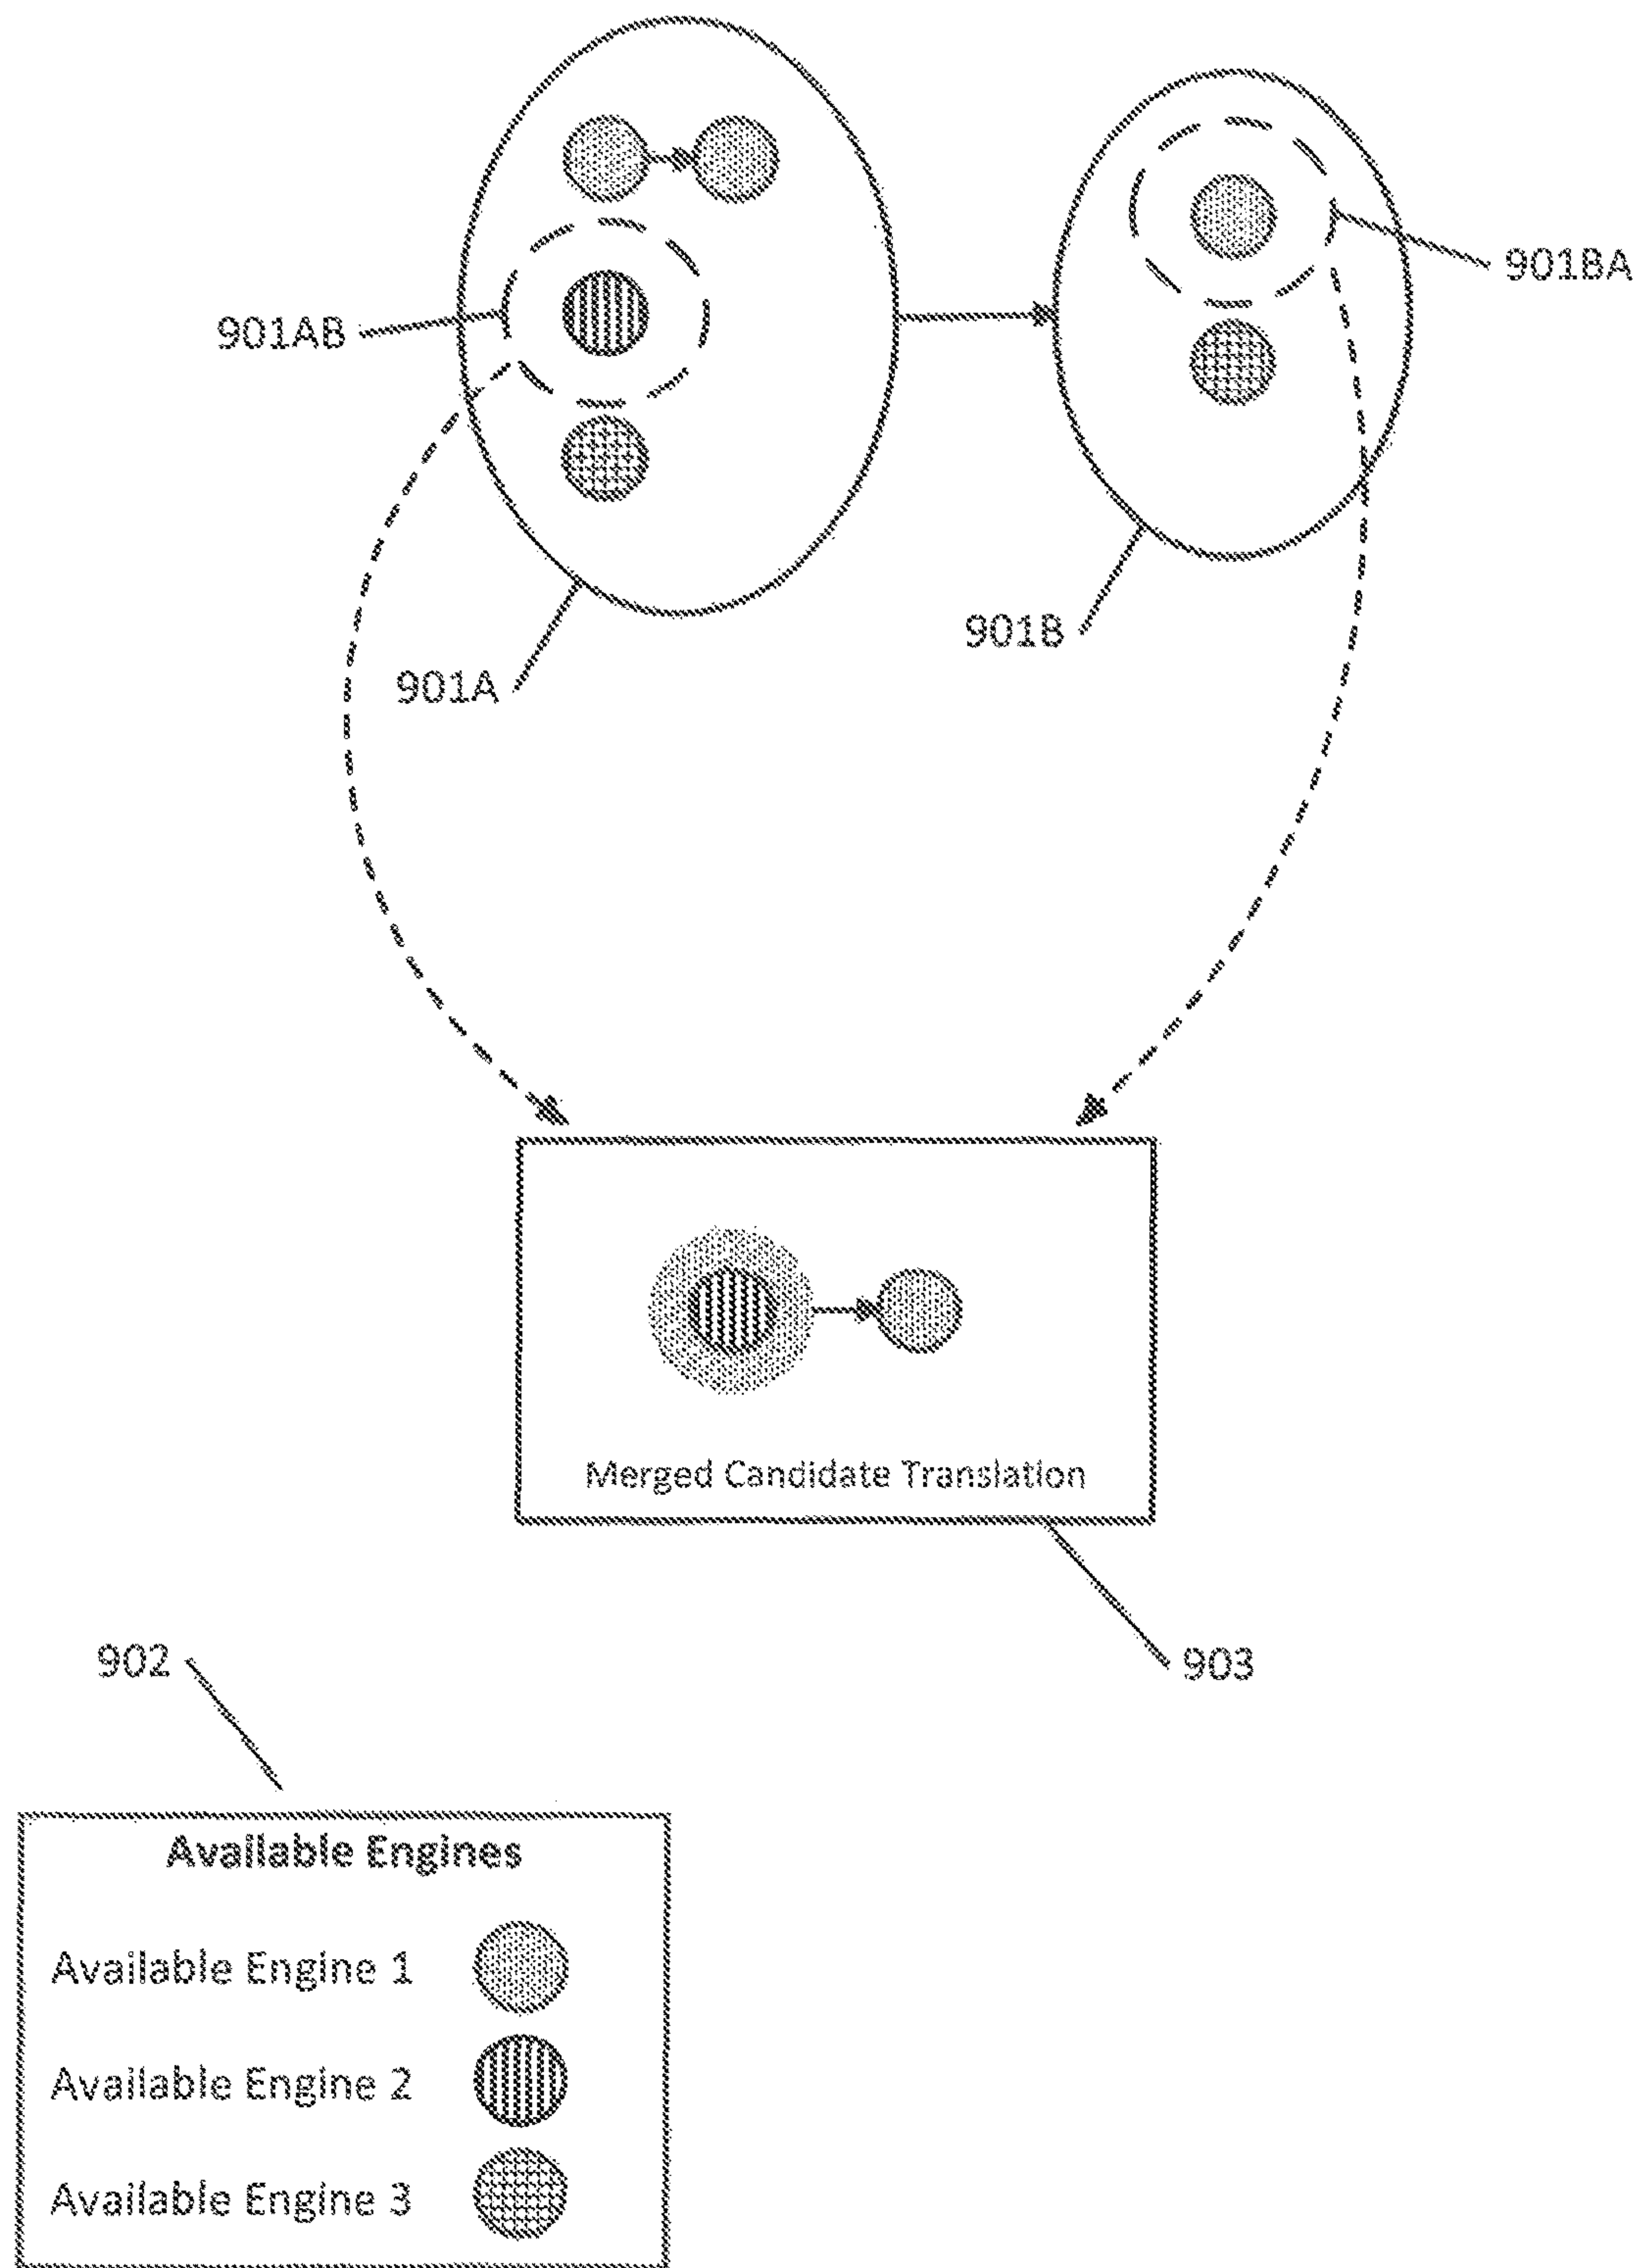 901BA
901AB
901B
901A
Merged Candidate Translation
902
903
Available Engines
Available Engine 1
Available Engine 2
Available Engine 3